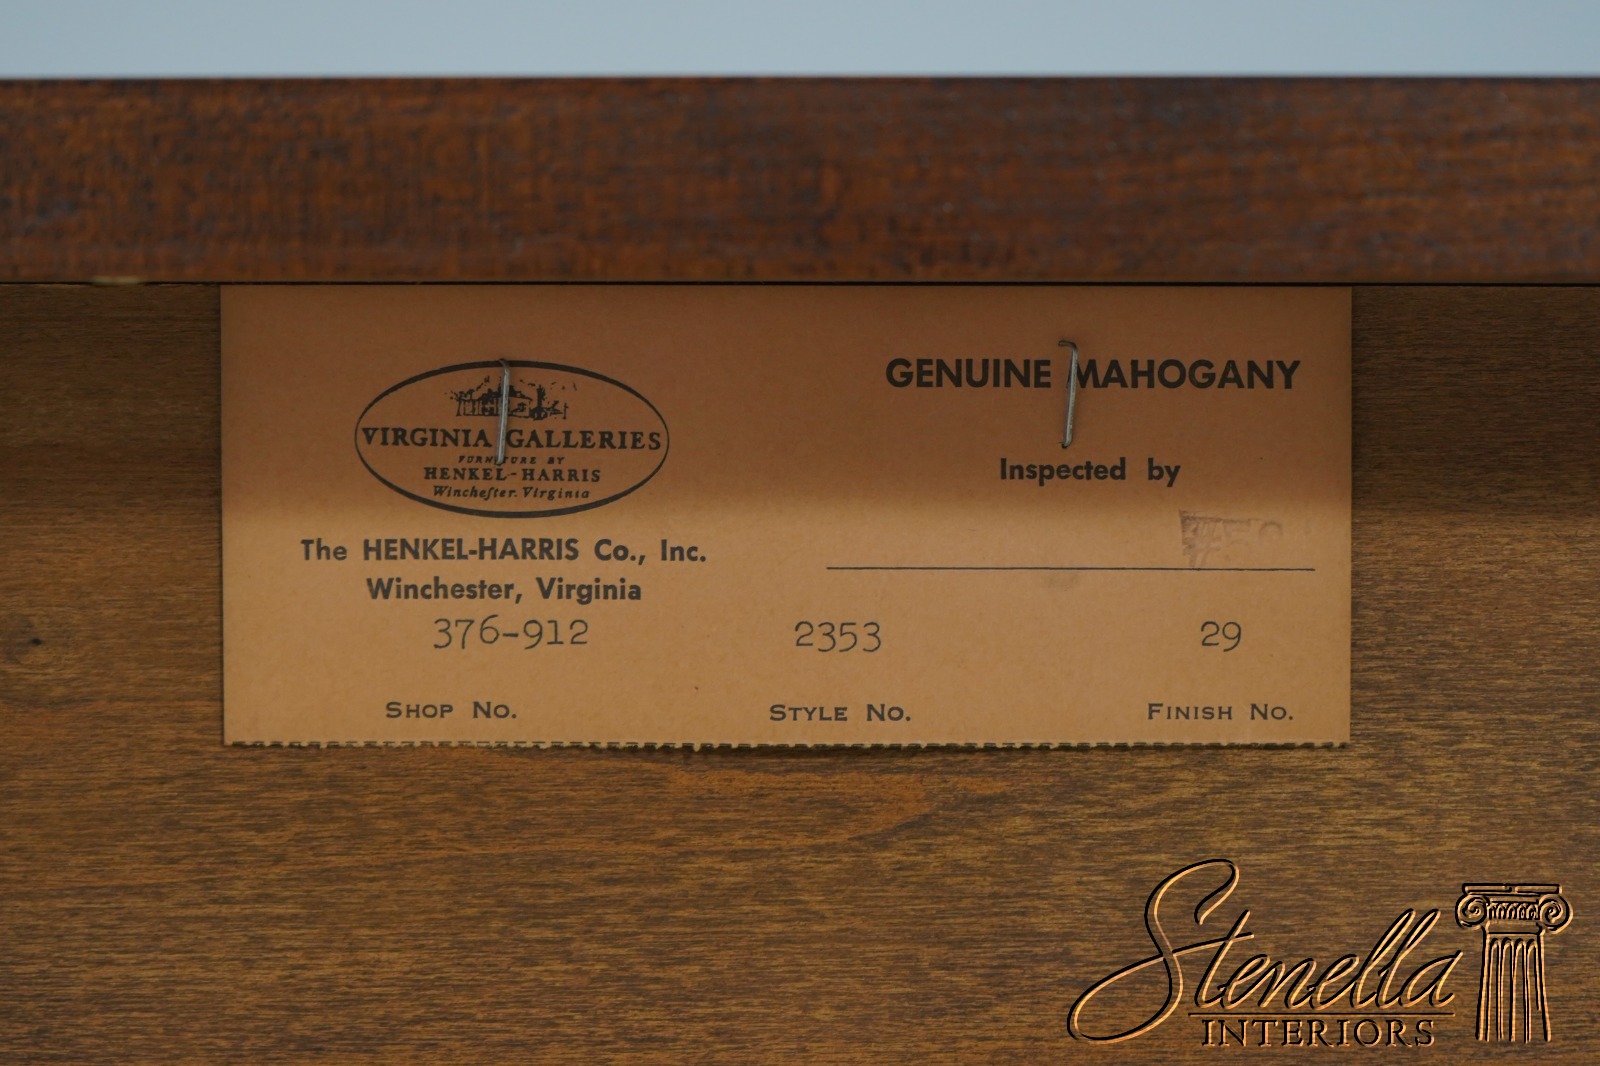 VIRGINIA GALLERIES
FURNITURE BY
HENKEL-HARRIS
Winchester, Virginia
The HENKEL-HARRIS Co., Inc.
Winchester, Virginia
GENUINE MAHOGANY
Inspected by
376-912
2353
29
SHOP NO.
STYLE NO.
FINISH NO.
Stenella
INTERIORS